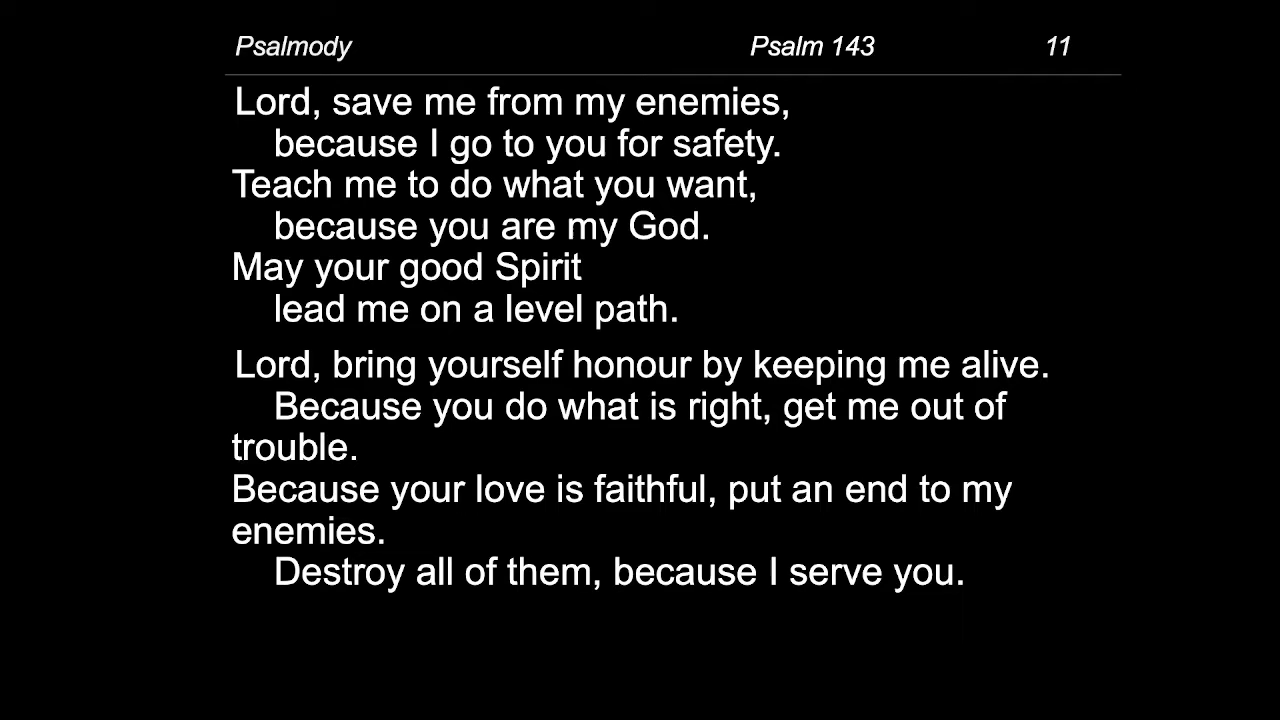 Psalmody Psalm 143 11
Lord, save me from my enemies,
because I go to you for safety.
Teach me to do what you want,
because you are my God.
May your good Spirit
lead me on a level path.
Lord, bring yourself honour by keeping me alive.
Because you do what is right, get me out of
trouble.
Because your love is faithful, put an end to my
enemies.
Destroy all of them, because I serve you.